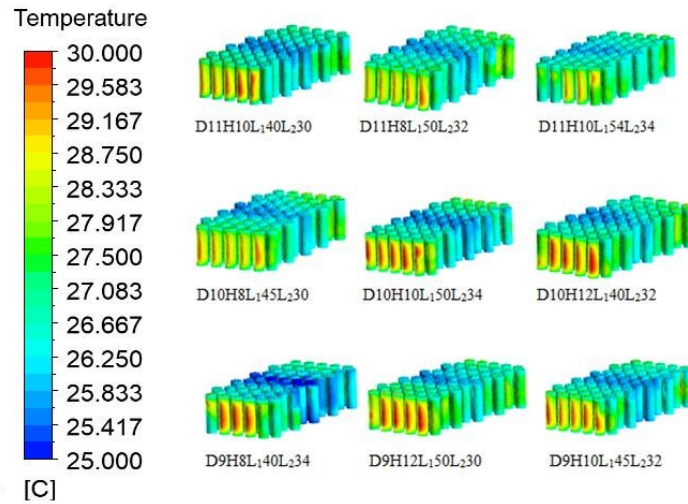 Temperature
30.000
29.583
29.167
28.750
28.333
27.917
27.500
27.083
26.667
26.250
25.833
25.417
25.000
[C]
D11H10L₁40L₂30
D11H8L₁50L₂32
D11H10L₁54L₂34
D10H8L₁45L₂30
D10H10L₁50L₂34
D10H12L₁40L₂32
D9H8L₁40L₂34
D9H12L₁50L₂30
D9H10L₁45L₂32